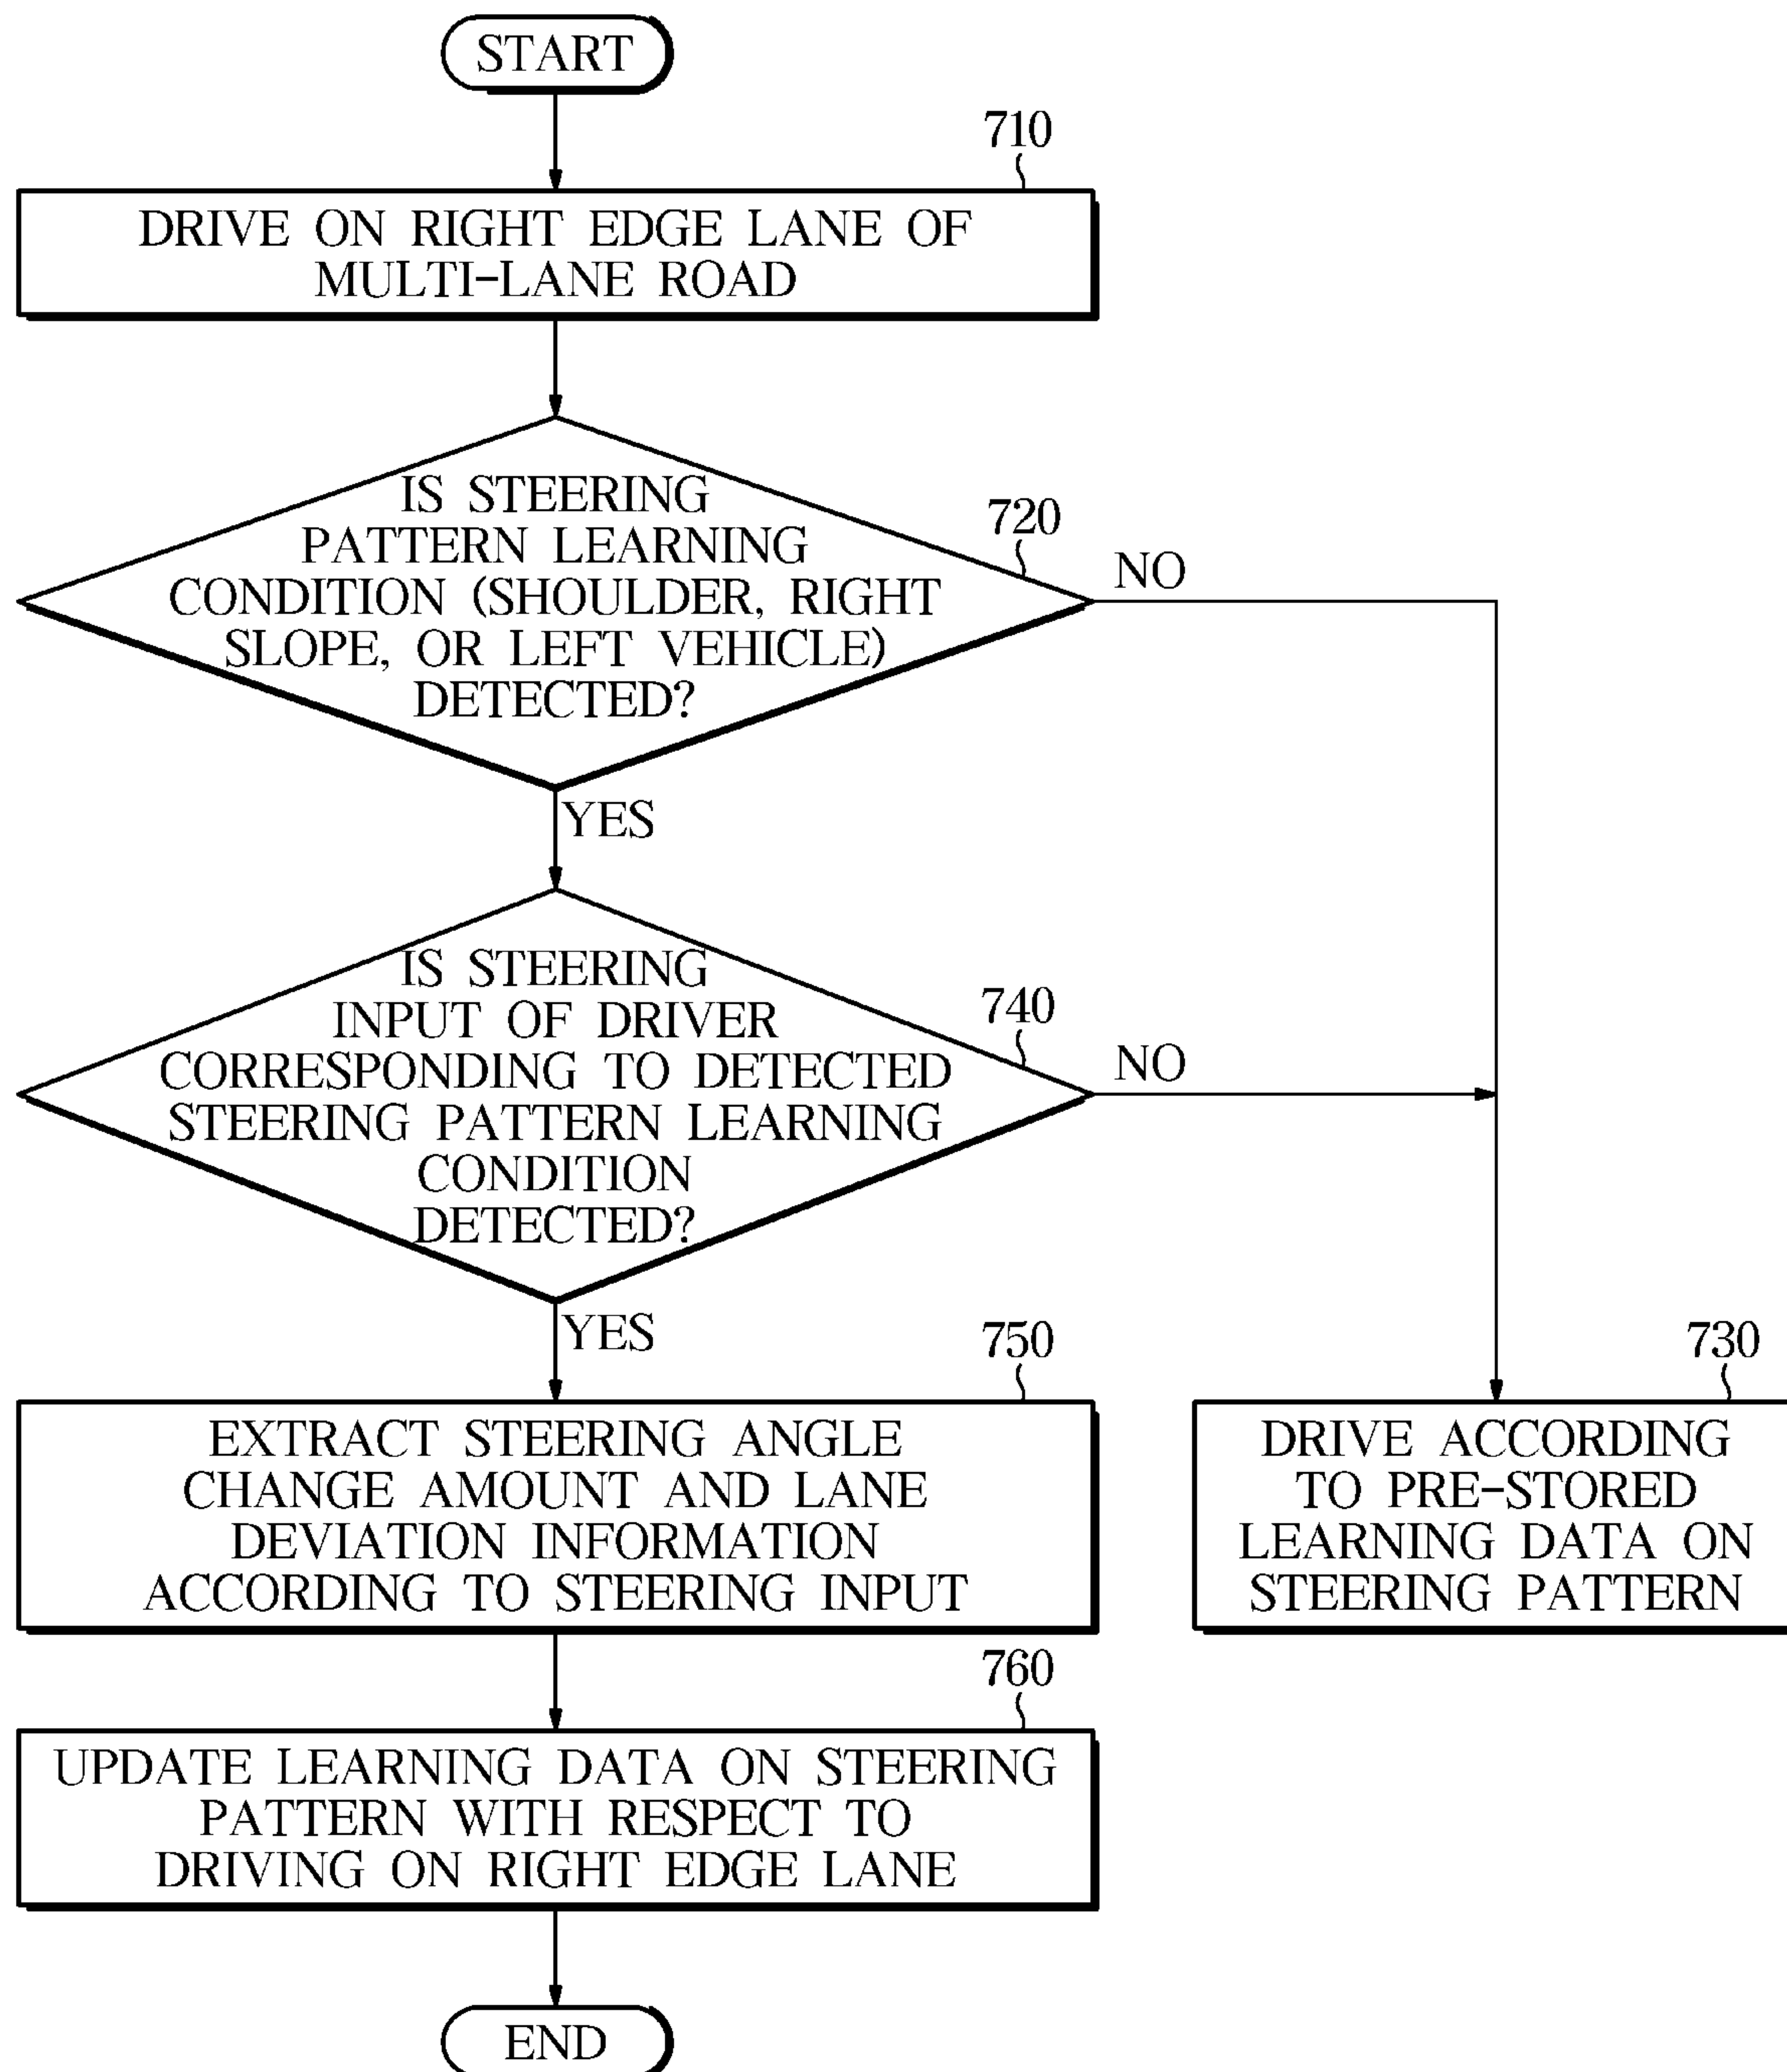 START
710
DRIVE ON RIGHT EDGE LANE OF
MULTI-LANE ROAD
720
IS STEERING
PATTERN LEARNING
CONDITION (SHOULDER, RIGHT
SLOPE, OR LEFT VEHICLE)
DETECTED?
NO
YES
740
IS STEERING
INPUT OF DRIVER
CORRESPONDING TO DETECTED
STEERING PATTERN LEARNING
CONDITION
DETECTED?
NO
YES
750
EXTRACT STEERING ANGLE
CHANGE AMOUNT AND LANE
DEVIATION INFORMATION
ACCORDING TO STEERING INPUT
730
DRIVE ACCORDING
TO PRE-STORED
LEARNING DATA ON
STEERING PATTERN
760
UPDATE LEARNING DATA ON STEERING
PATTERN WITH RESPECT TO
DRIVING ON RIGHT EDGE LANE
END